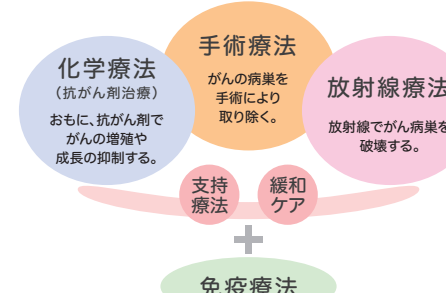 手術療法
がんの病巣を
手術により
取り除く。
化学療法
(抗がん剤治療)
おもに、抗がん剤で
がんの増殖や
成長の抑制する。
放射線療法
放射線でがん病巣を
破壊する。
支持
療法
緩和
ケア
+
免疫療法